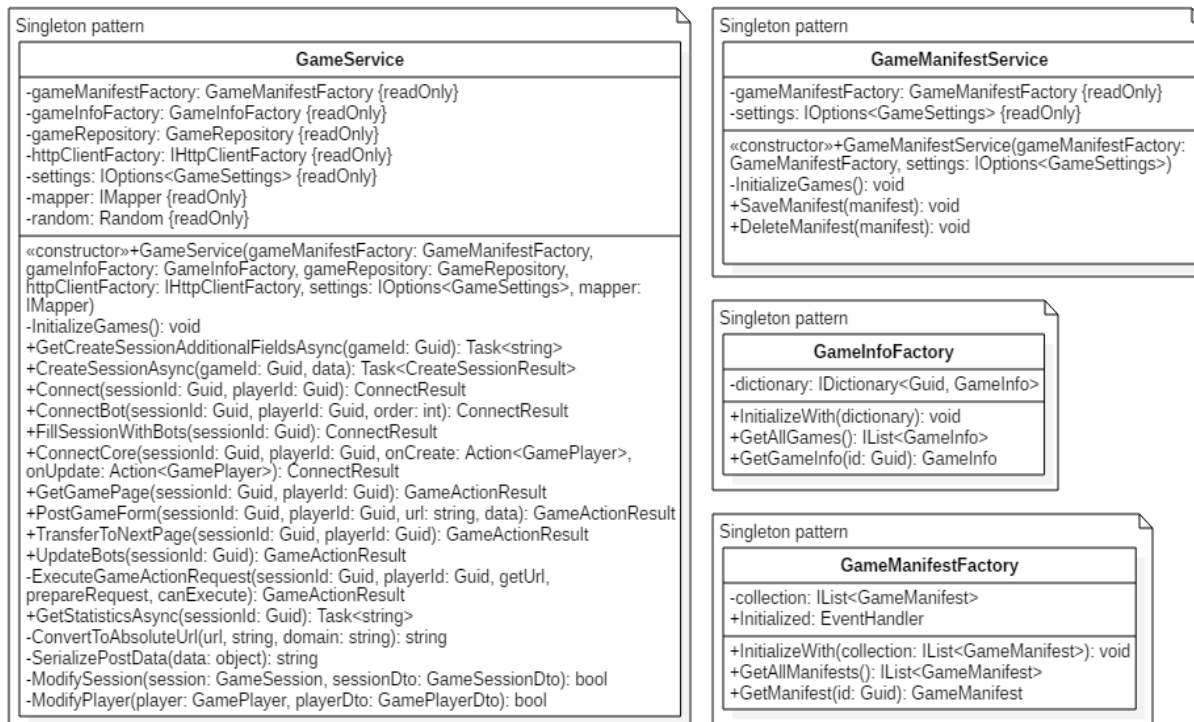 Singleton pattern
GameService
-gameManifestFactory: GameManifestFactory {readOnly}
-gameInfoFactory: GameInfoFactory {readOnly}
-gameRepository: GameRepository {readOnly}
-httpClientFactory: IHttpClientFactory {readOnly}
-settings: IOptions<GameSettings> {readOnly}
-mapper: IMapper {readOnly}
-random: Random {readOnly}
«constructor»+GameService(gameManifestFactory: GameManifestFactory,
gameInfoFactory: GameInfoFactory, gameRepository: GameRepository,
httpClientFactory: IHttpClientFactory, settings: IOptions<GameSettings>, mapper:
IMapper)
-InitializeGames(): void
+GetCreateSessionAdditionalFieldsAsync(gameId: Guid): Task<string>
+CreateSessionAsync(gameId: Guid, data): Task<CreateSessionResult>
+Connect(sessionId: Guid, playerId: Guid): ConnectResult
+ConnectBot(sessionId: Guid, playerId: Guid, order: int): ConnectResult
+FillSessionWithBots(sessionId: Guid): ConnectResult
+ConnectCore(sessionId: Guid, playerId: Guid, onCreate: Action<GamePlayer>,
onUpdate: Action<GamePlayer>): ConnectResult
+GetGamePage(sessionId: Guid, playerId: Guid): GameActionResult
+PostGameForm(sessionId: Guid, playerId: Guid, url: string, data): GameActionResult
+TransferToNextPage(sessionId: Guid, playerId: Guid): GameActionResult
+UpdateBots(sessionId: Guid): GameActionResult
-ExecuteGameActionRequest(sessionId: Guid, playerId: Guid, getUrl,
prepareRequest, canExecute): GameActionResult
+GetStatisticsAsync(sessionId: Guid): Task<string>
-ConvertToAbsoluteUrl(url, string, domain: string): string
-SerializePostData(data: object): string
-ModifySession(session: GameSession, sessionDto: GameSessionDto): bool
-ModifyPlayer(player: GamePlayer, playerDto: GamePlayerDto): bool
Singleton pattern
GameManifestService
-gameManifestFactory: GameManifestFactory {readOnly}
-settings: IOptions<GameSettings> {readOnly}
«constructor»+GameManifestService(gameManifestFactory:
GameManifestFactory, settings: IOptions<GameSettings>)
-InitializeGames(): void
+SaveManifest(manifest): void
+DeleteManifest(manifest): void
Singleton pattern
GameInfoFactory
-dictionary: IDictionary<Guid, GameInfo>
+InitializeWith(dictionary): void
+GetAllGames(): IList<GameInfo>
+GetGameInfo(id: Guid): GameInfo
Singleton pattern
GameManifestFactory
-collection: IList<GameManifest>
+Initialized: EventHandler
+InitializeWith(collection: IList<GameManifest>): void
+GetAllManifests(): IList<GameManifest>
+GetManifest(id: Guid): GameManifest